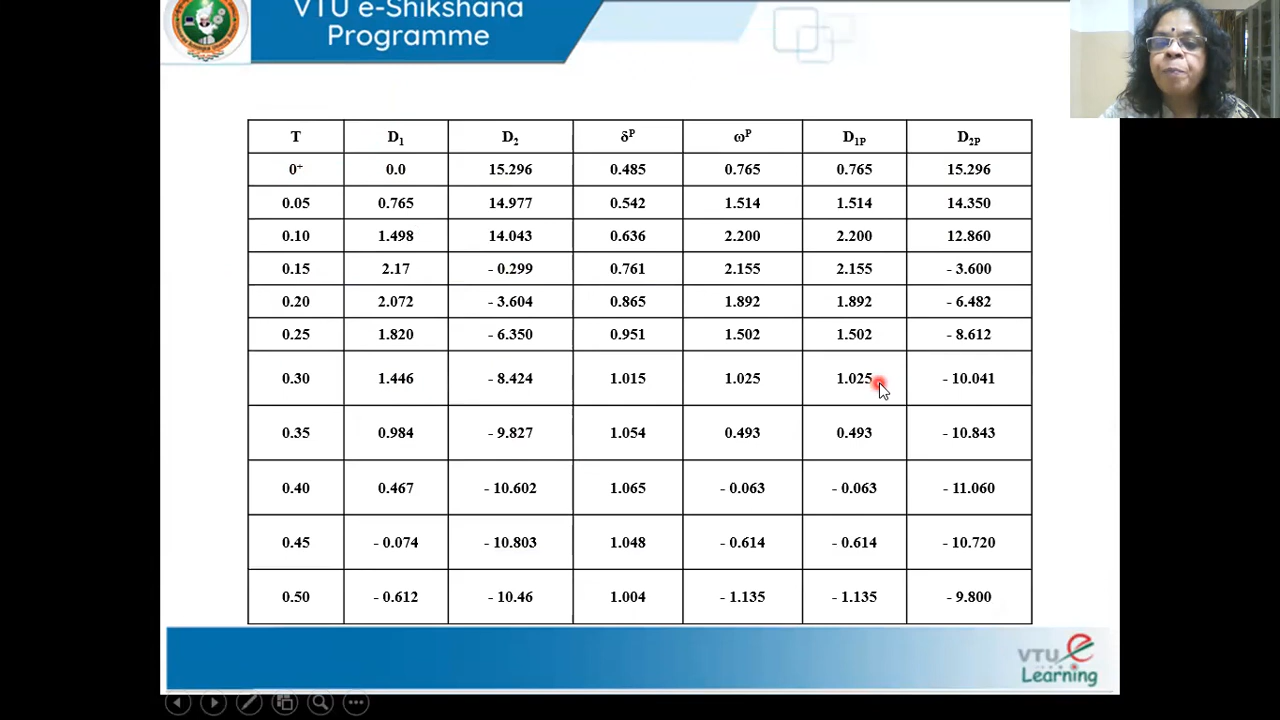 VTU e-Shikshana
Programme
T D₁ D₂ δᴾ ωᴾ D₁P D₂P
0⁺ 0.0 15.296 0.485 0.765 0.765 15.296
0.05 0.765 14.977 0.542 1.514 1.514 14.350
0.10 1.498 14.043 0.636 2.200 2.200 12.860
0.15 2.17 - 0.299 0.761 2.155 2.155 - 3.600
0.20 2.072 - 3.604 0.865 1.892 1.892 - 6.482
0.25 1.820 - 6.350 0.951 1.502 1.502 - 8.612
0.30 1.446 - 8.424 1.015 1.025 1.025 - 10.041
0.35 0.984 - 9.827 1.054 0.493 0.493 - 10.843
0.40 0.467 - 10.602 1.065 - 0.063 - 0.063 - 11.060
0.45 - 0.074 - 10.803 1.048 - 0.614 - 0.614 - 10.720
0.50 - 0.612 - 10.46 1.004 - 1.135 - 1.135 - 9.800
VTU e
Learning